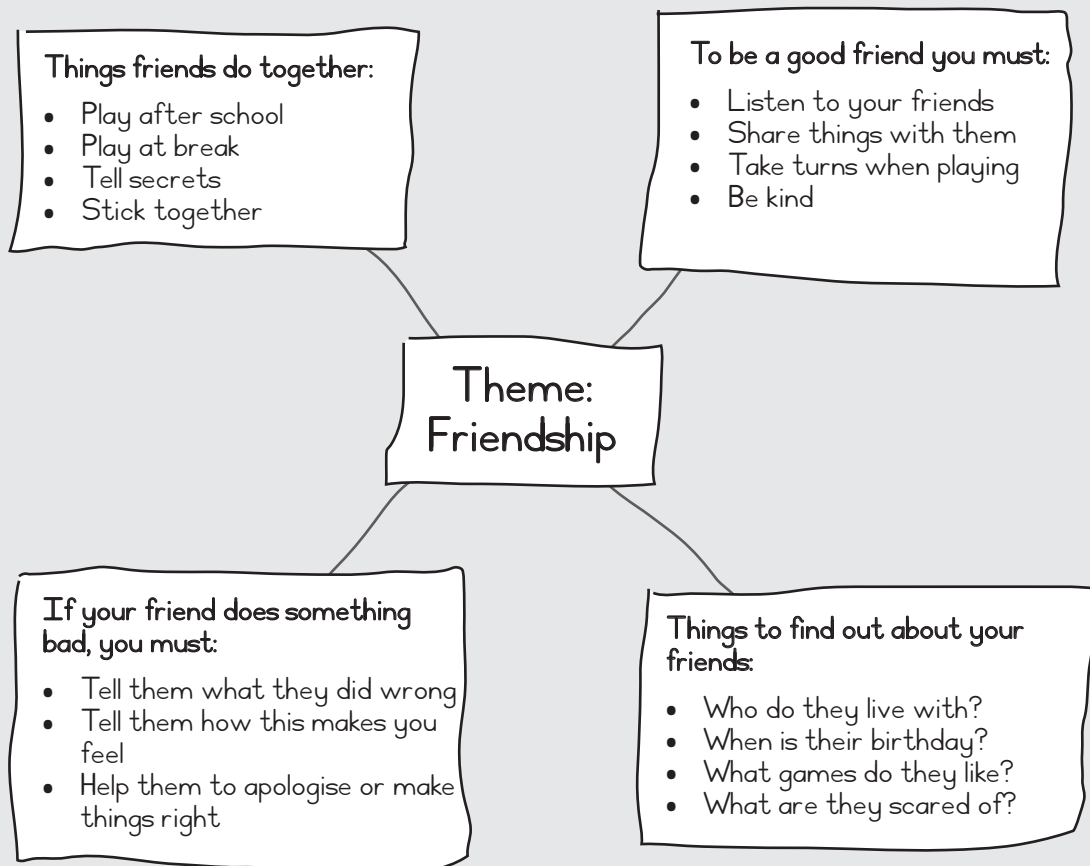 Things friends do together:
• Play after school
• Play at break
• Tell secrets
• Stick together
To be a good friend you must:
• Listen to your friends
• Share things with them
• Take turns when playing
• Be kind
Theme:
Friendship
If your friend does something
bad, you must:
• Tell them what they did wrong
• Tell them how this makes you
feel
• Help them to apologise or make
things right
Things to find out about your
friends:
• Who do they live with?
• When is their birthday?
• What games do they like?
• What are they scared of?